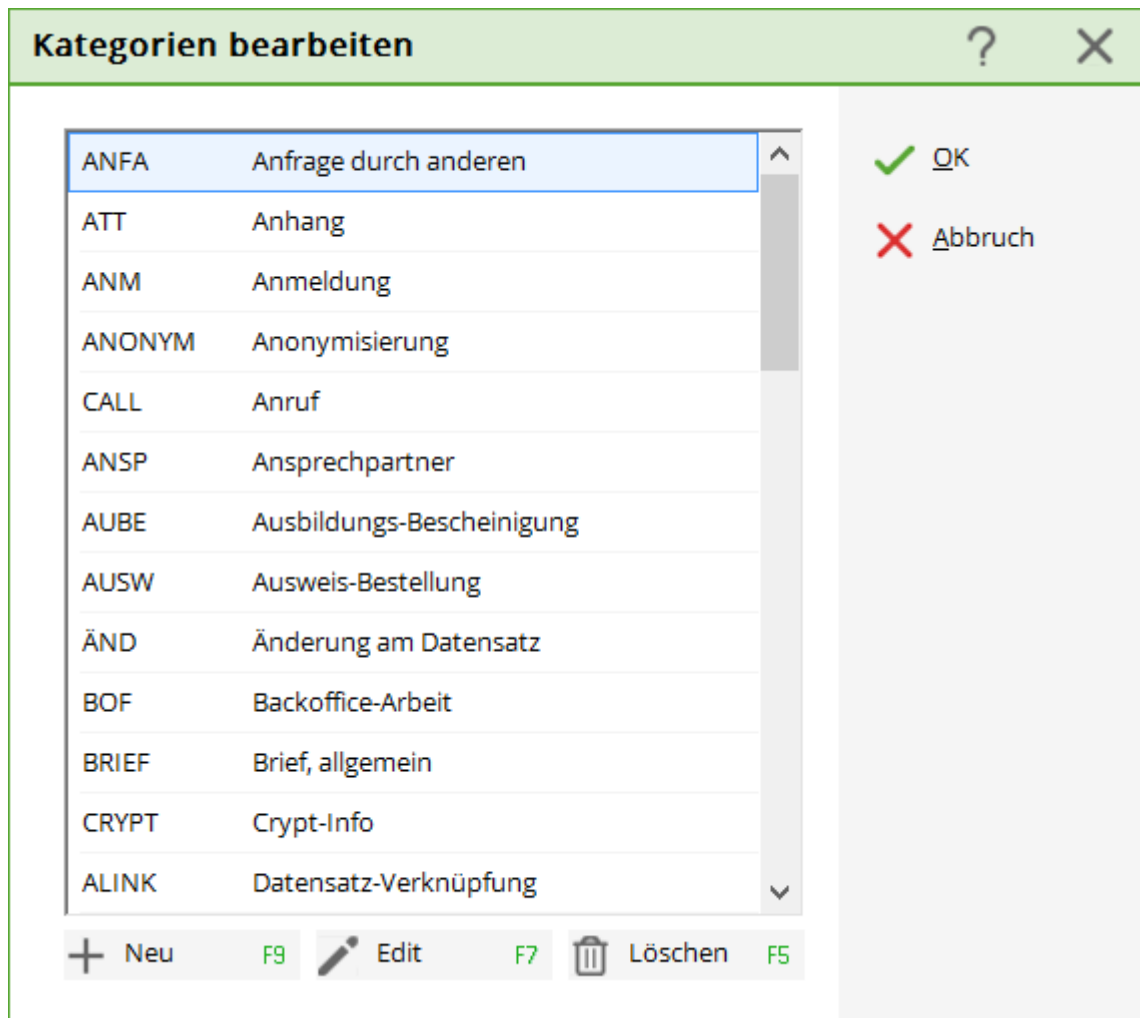 Kategorien bearbeiten ?
ANFA Anfrage durch anderen
ATT Anhang
ANM Anmeldung
ANONYM Anonymisierung
CALL Anruf
ANSP Ansprechpartner
AUBE Ausbildungs-Bescheinigung
AUSW Ausweis-Bestellung
ÄND Änderung am Datensatz
BOF Backoffice-Arbeit
BRIEF Brief, allgemein
CRYPT Crypt-Info
ALINK Datensatz-Verknüpfung
Neu F9 Edit F7 Löschen F5
OK
Abbruch